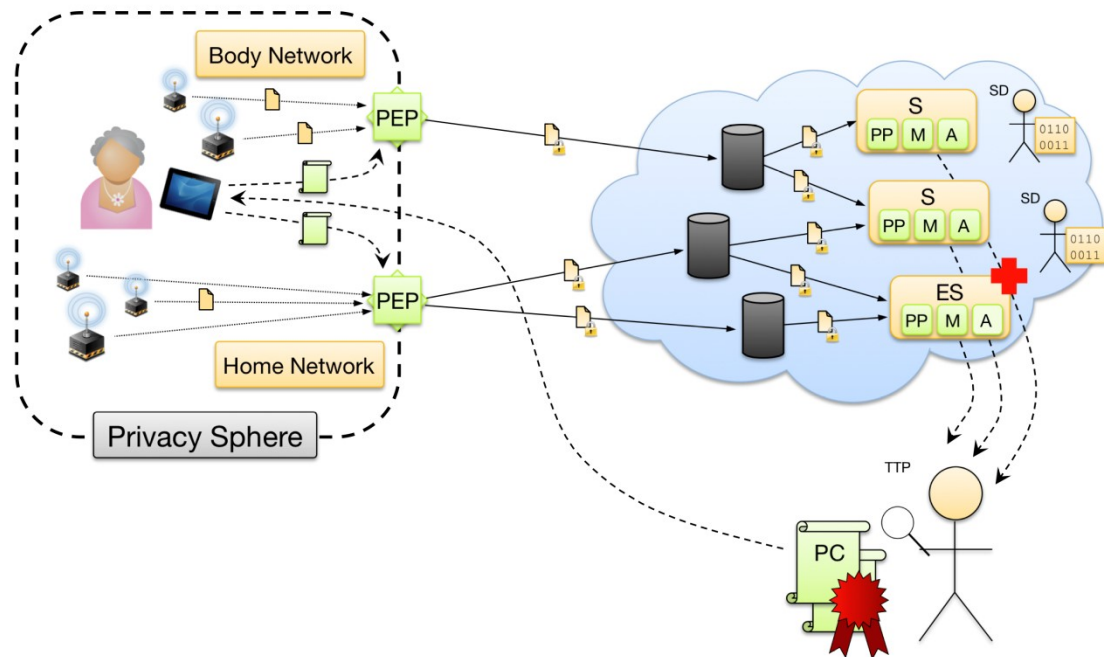 Body Network
PEP
S
PP M A
SD
0110
0011
S
PP M A
SD
0110
0011
PEP
ES
PP M A
Home Network
Privacy Sphere
TTP
PC